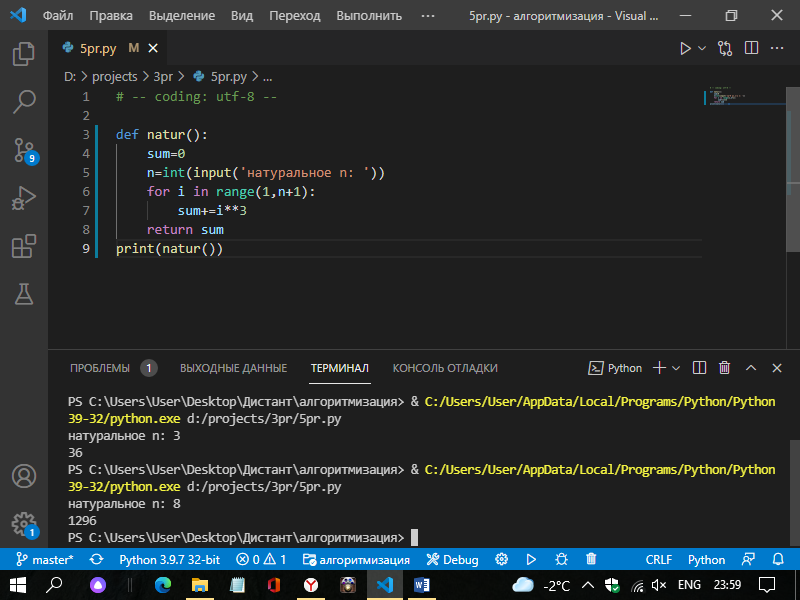 Файл Правка Выделение Вид Переход Выполнить ··· 5pr.py - алгоритмизация - Visual ...
5pr.py M
D: > projects > 3pr > 5pr.py > ...
1 # -- coding: utf-8 --
2
3 def natur():
4 sum=0
5 n=int(input('натуральное n: '))
6 for i in range(1,n+1):
7 sum+=i**3
8 return sum
9 print(natur())
9
1
ПРОБЛЕМЫ 1 ВЫХОДНЫЕ ДАННЫЕ ТЕРМИНАЛ КОНСОЛЬ ОТЛАДКИ Python
PS C:\Users\User\Desktop\Дистант\алгоритмизация> & C:/Users/User/AppData/Local/Programs/Python/Python
39-32/python.exe d:/projects/3pr/5pr.py
натуральное n: 3
36
PS C:\Users\User\Desktop\Дистант\алгоритмизация> & C:/Users/User/AppData/Local/Programs/Python/Python
39-32/python.exe d:/projects/3pr/5pr.py
натуральное n: 8
1296
PS C:\Users\User\Desktop\Дистант\алгоритмизация>
master* Python 3.9.7 32-bit 0 1 алгоритмизация Debug CRLF Python
-2°C ENG 23:59